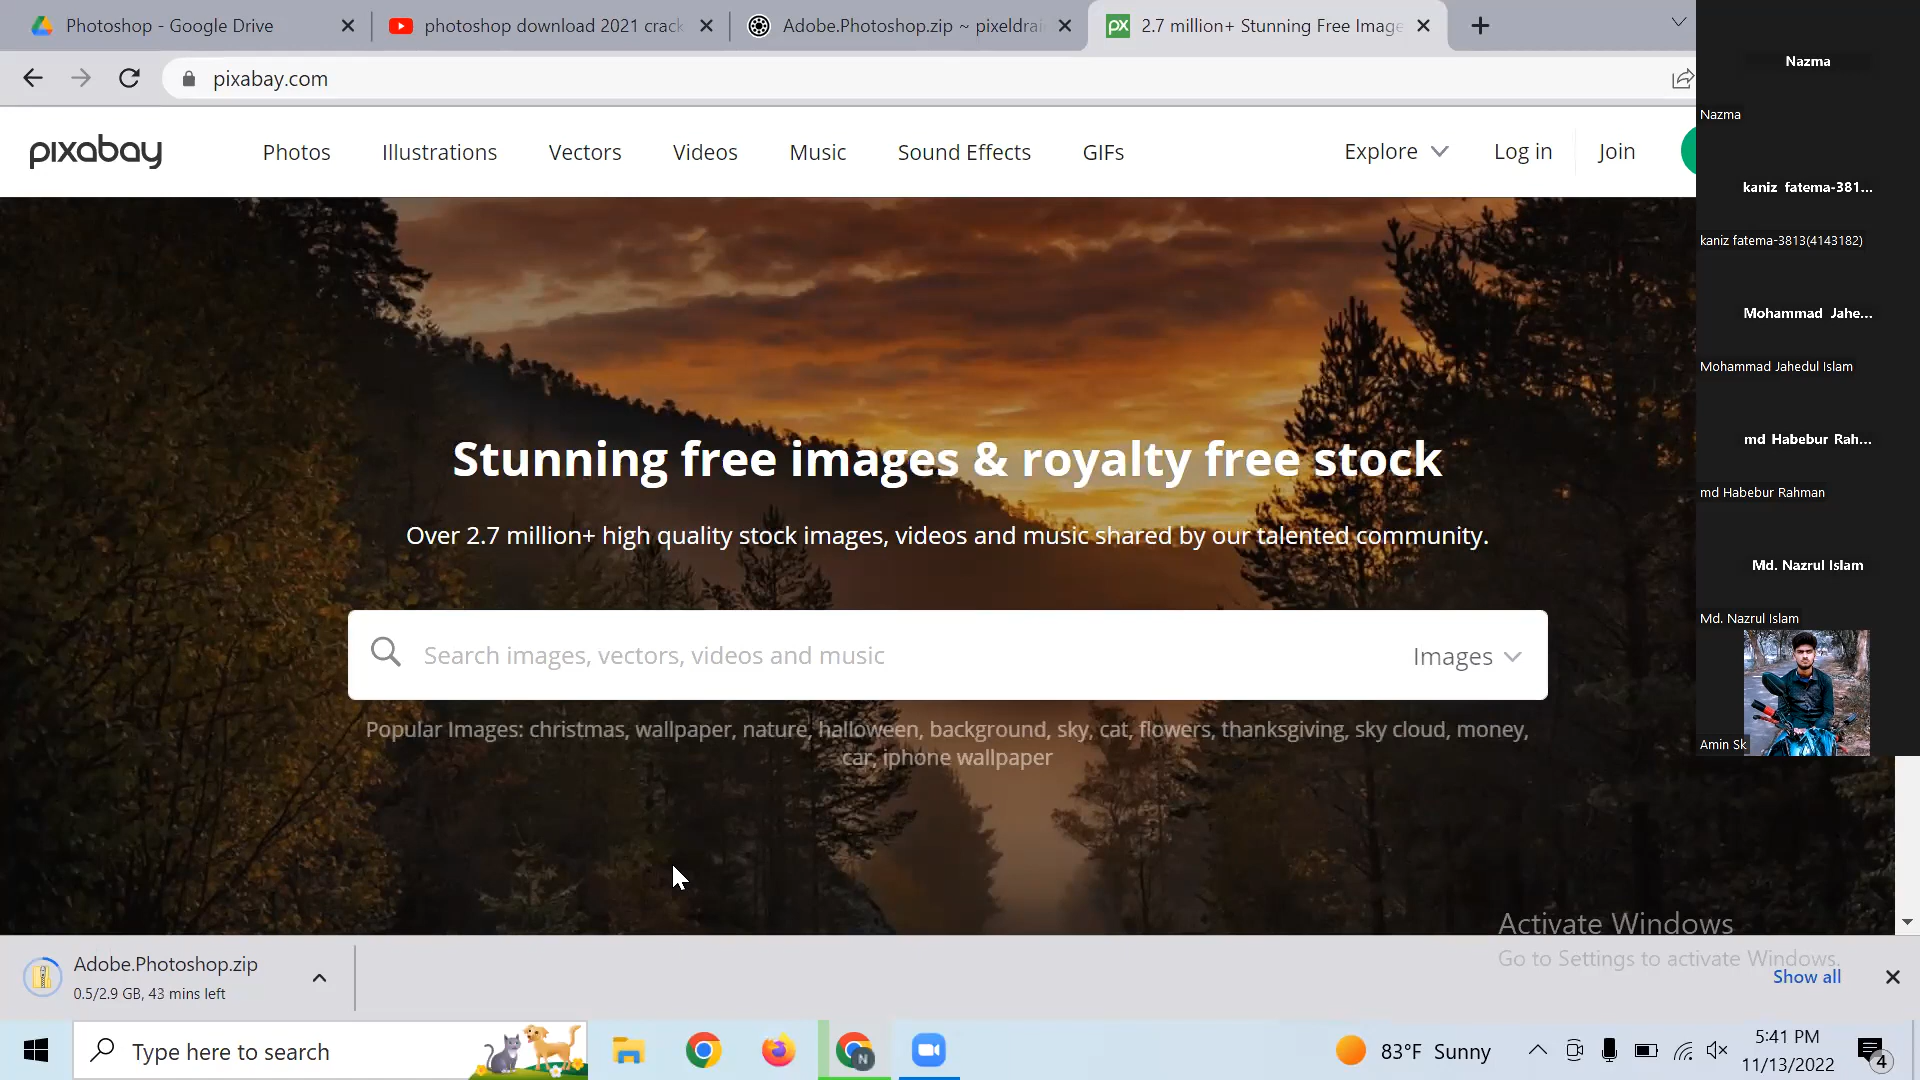 Photoshop - Google Drive
photoshop download 2021 crack
Adobe.Photoshop.zip ~ pixeldrain
px 2.7 million+ Stunning Free Image
pixabay.com
pixabay
Photos
Illustrations
Vectors
Videos
Music
Sound Effects
GIFs
Explore
Log in
Join
Stunning free images & royalty free stock
Over 2.7 million+ high quality stock images, videos and music shared by our talented community.
Search images, vectors, videos and music
Images
Popular Images: christmas, wallpaper, nature, halloween, background, sky, cat, flowers, thanksgiving, sky cloud, money,
car, iphone wallpaper
Nazma
Nazma
kaniz fatema-381...
kaniz fatema-3813(4143182)
Mohammad Jahe...
Mohammad Jahedul Islam
md Habebur Rah...
md Habebur Rahman
Md. Nazrul Islam
Md. Nazrul Islam
Amin Sk
Activate Windows
Go to Settings to activate Windows.
Adobe.Photoshop.zip
0.5/2.9 GB, 43 mins left
Show all
Type here to search
N
83°F Sunny
5:41 PM
11/13/2022
4